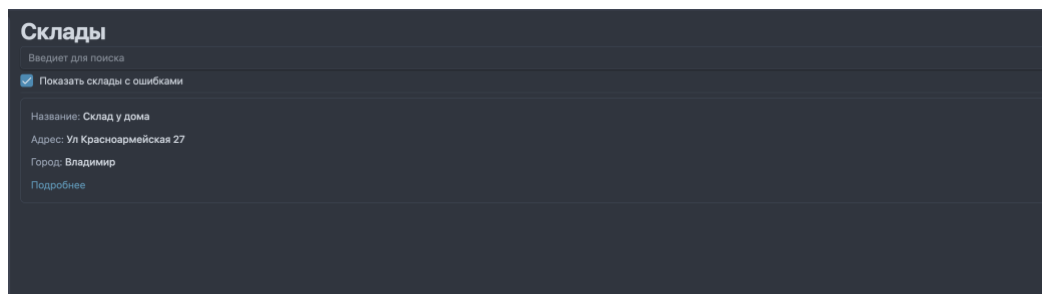 Склады
Введиет для поиска
Показать склады с ошибками
Название: Склад у дома
Адрес: Ул Красноармейская 27
Город: Владимир
Подробнее